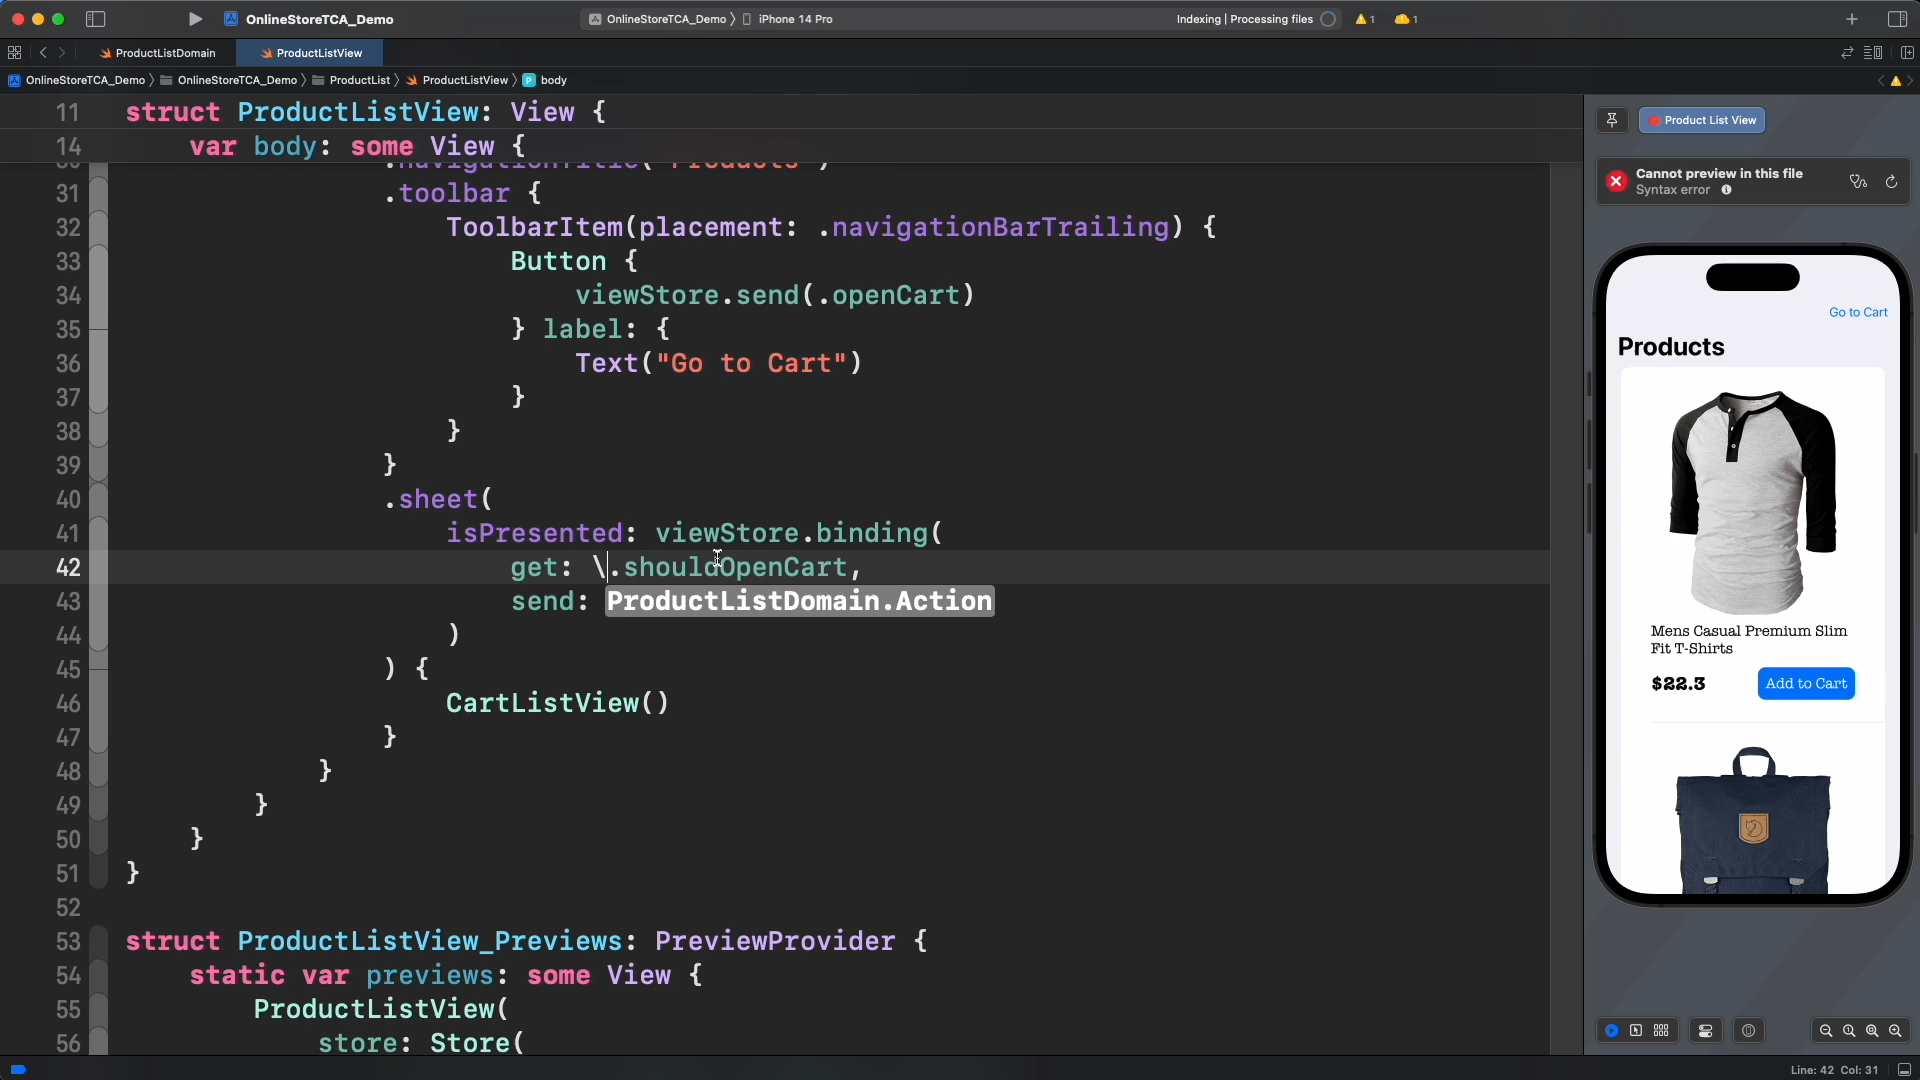 OnlineStoreTCA_Demo
OnlineStoreTCA_Demo 〉 iPhone 14 Pro
Indexing | Processing files
1
1
ProductListDomain
ProductListView
OnlineStoreTCA_Demo 〉 OnlineStoreTCA_Demo 〉 ProductList 〉 ProductListView 〉 P body
11 struct ProductListView: View {
14 var body: some View {
.navigationTitle("Products")
31 .toolbar {
32 ToolbarItem(placement: .navigationBarTrailing) {
33 Button {
34 viewStore.send(.openCart)
35 } label: {
36 Text("Go to Cart")
37 }
38 }
39 }
40 .sheet(
41 isPresented: viewStore.binding(
42 get: \.shouldOpenCart,
43 send: ProductListDomain.Action
44 )
45 ) {
46 CartListView()
47 }
48 }
49 }
50 }
51 }
52
53 struct ProductListView_Previews: PreviewProvider {
54 static var previews: some View {
55 ProductListView(
56 store: Store(
Product List View
Cannot preview in this file
Syntax error
Go to Cart
Products
Mens Casual Premium Slim
Fit T-Shirts
$22.3
Add to Cart
Line: 42 Col: 31